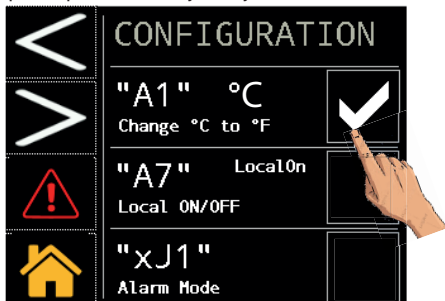 CONFIGURATION
"A1" °C
Change °C to °F
"A7" LocalOn
Local ON/OFF
"xJ1"
Alarm Mode